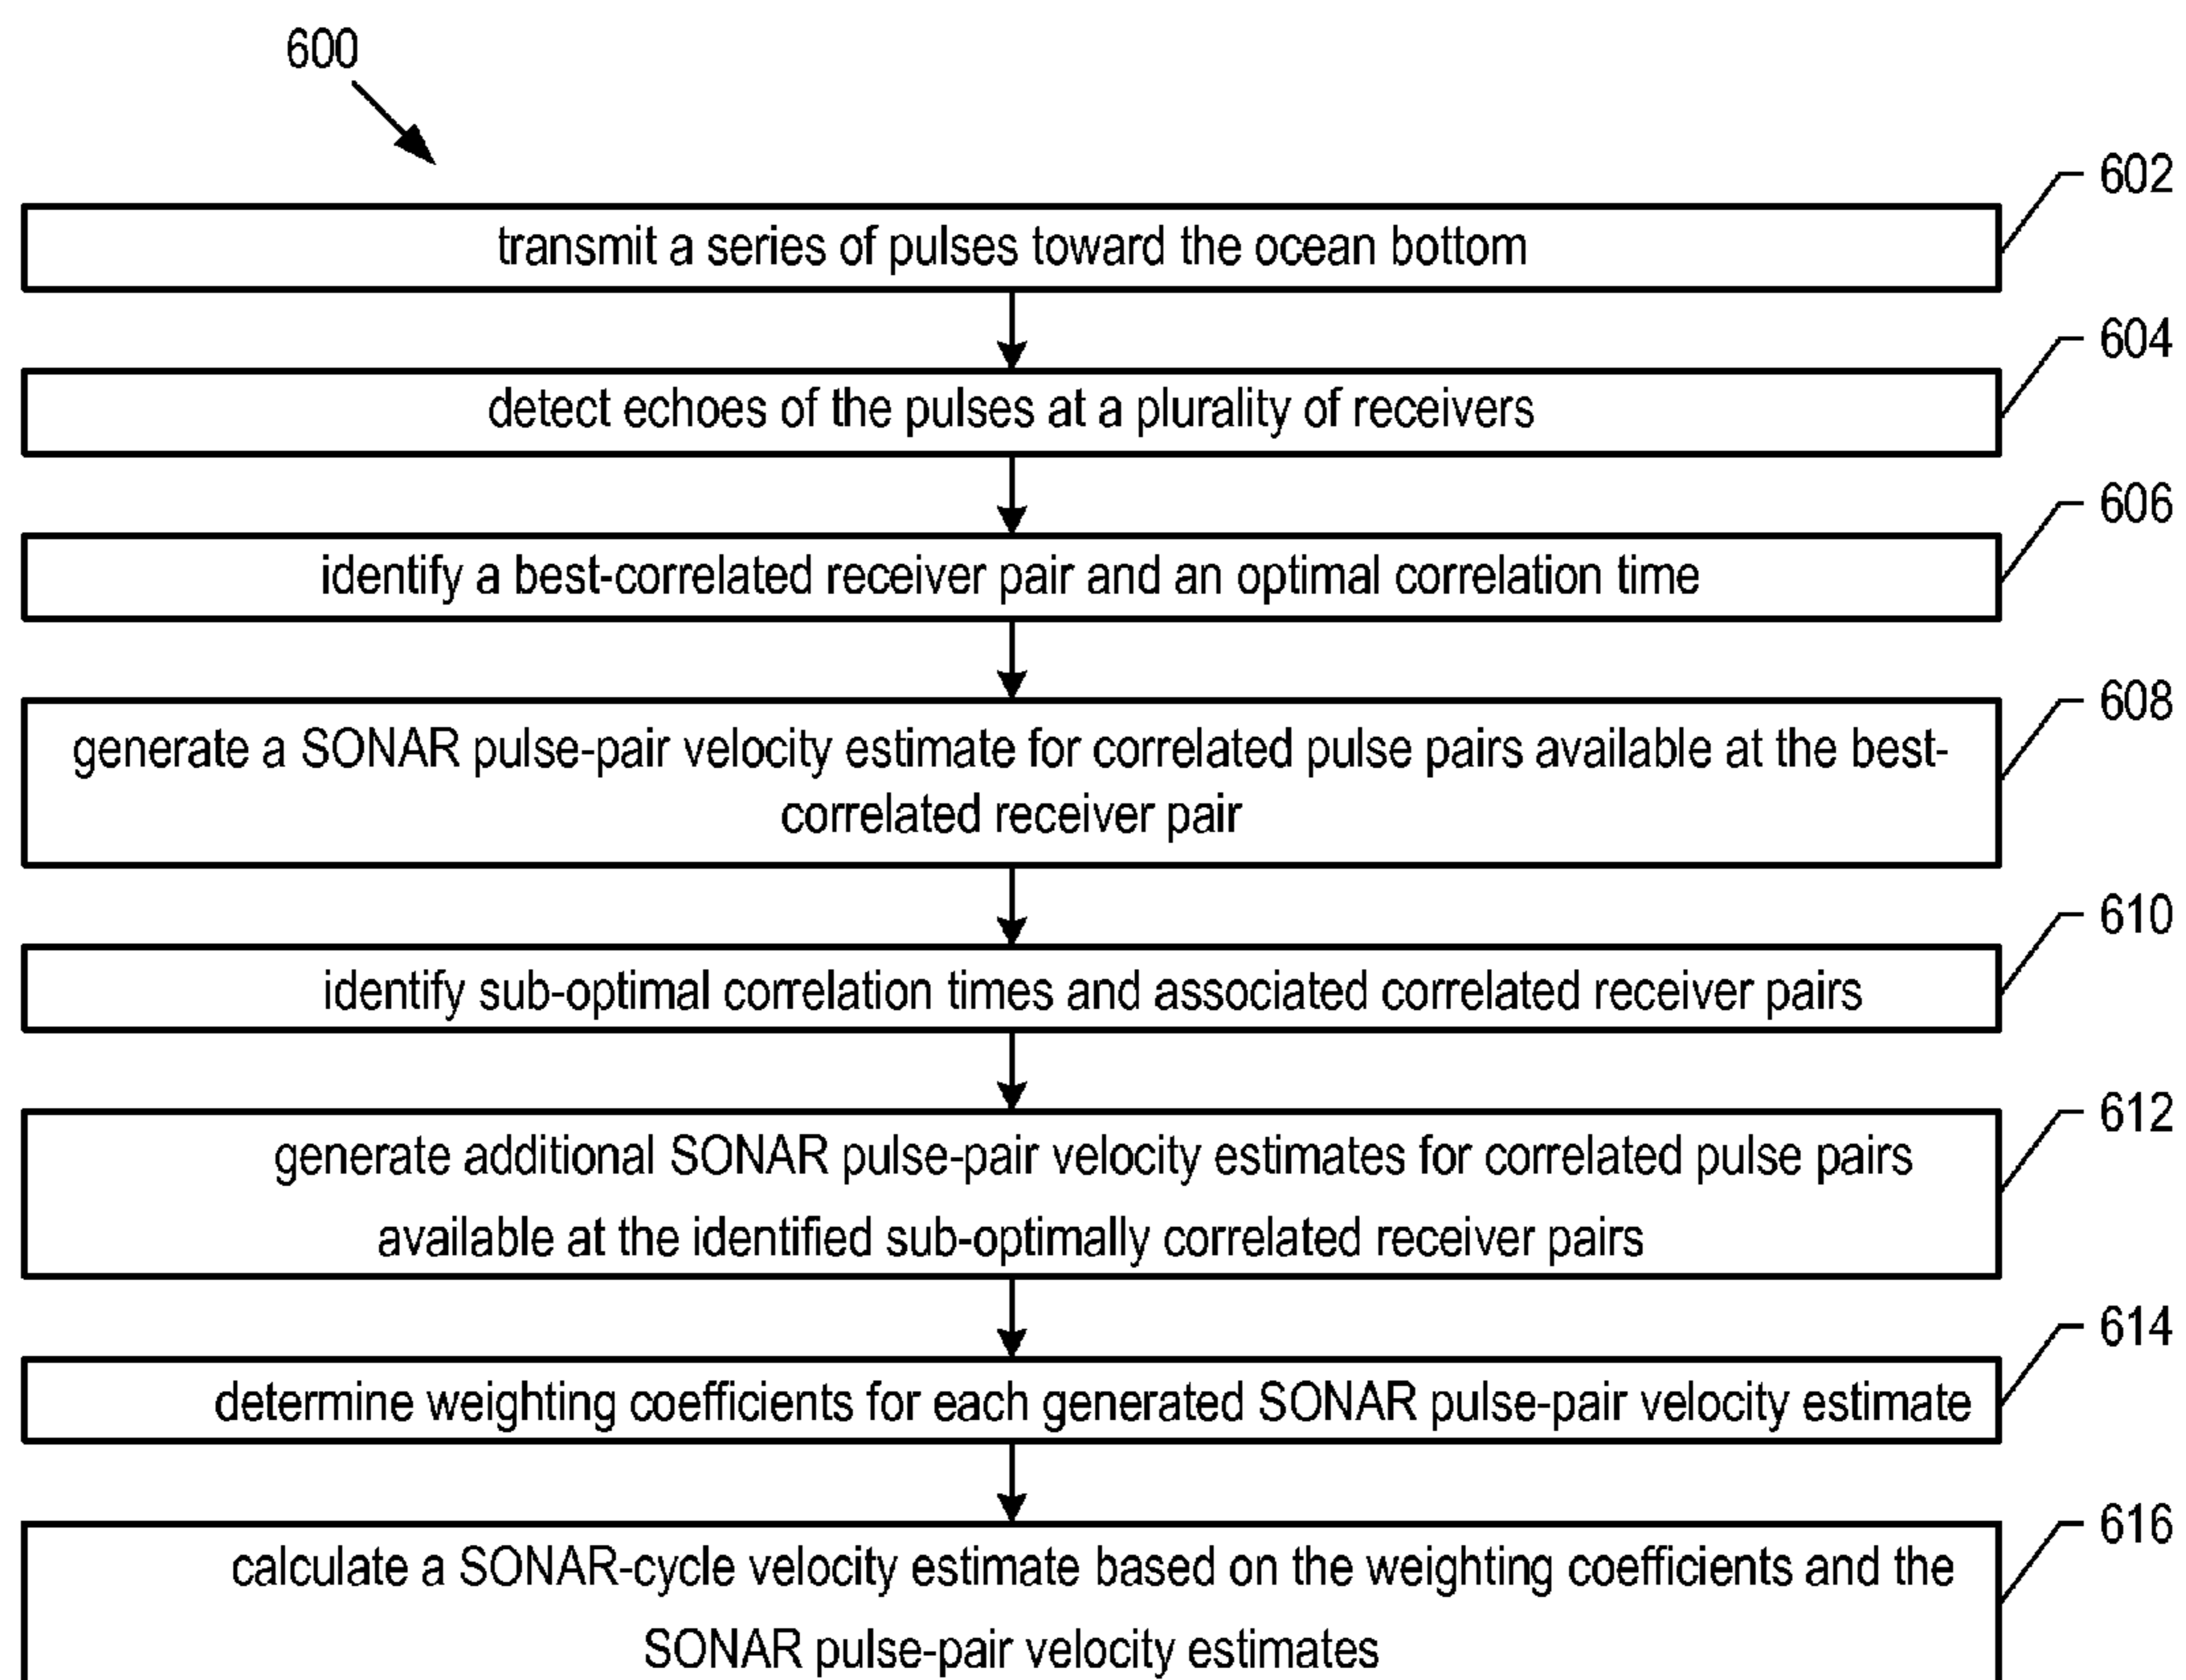 600
602
transmit a series of pulses toward the ocean bottom
604
detect echoes of the pulses at a plurality of receivers
606
identify a best-correlated receiver pair and an optimal correlation time
608
generate a SONAR pulse-pair velocity estimate for correlated pulse pairs available at the best-
correlated receiver pair
610
identify sub-optimal correlation times and associated correlated receiver pairs
612
generate additional SONAR pulse-pair velocity estimates for correlated pulse pairs
available at the identified sub-optimally correlated receiver pairs
614
determine weighting coefficients for each generated SONAR pulse-pair velocity estimate
616
calculate a SONAR-cycle velocity estimate based on the weighting coefficients and the
SONAR pulse-pair velocity estimates